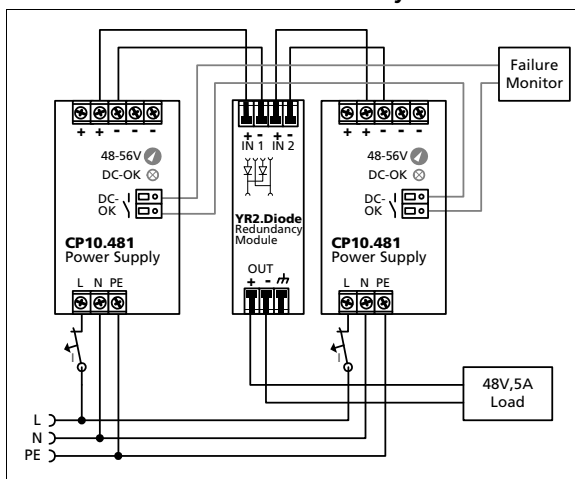 Failure
Monitor
+ + - - -
+ - + -
IN 1 IN 2
+ + - - -
48-56V
DC-OK
DC-
OK
CP10.481
Power Supply
L N PE
YR2.Diode
Redundancy
Module
OUT
+ -
48-56V
DC-OK
DC-
OK
CP10.481
Power Supply
L N PE
I
I
48V,5A
Load
L
N
PE